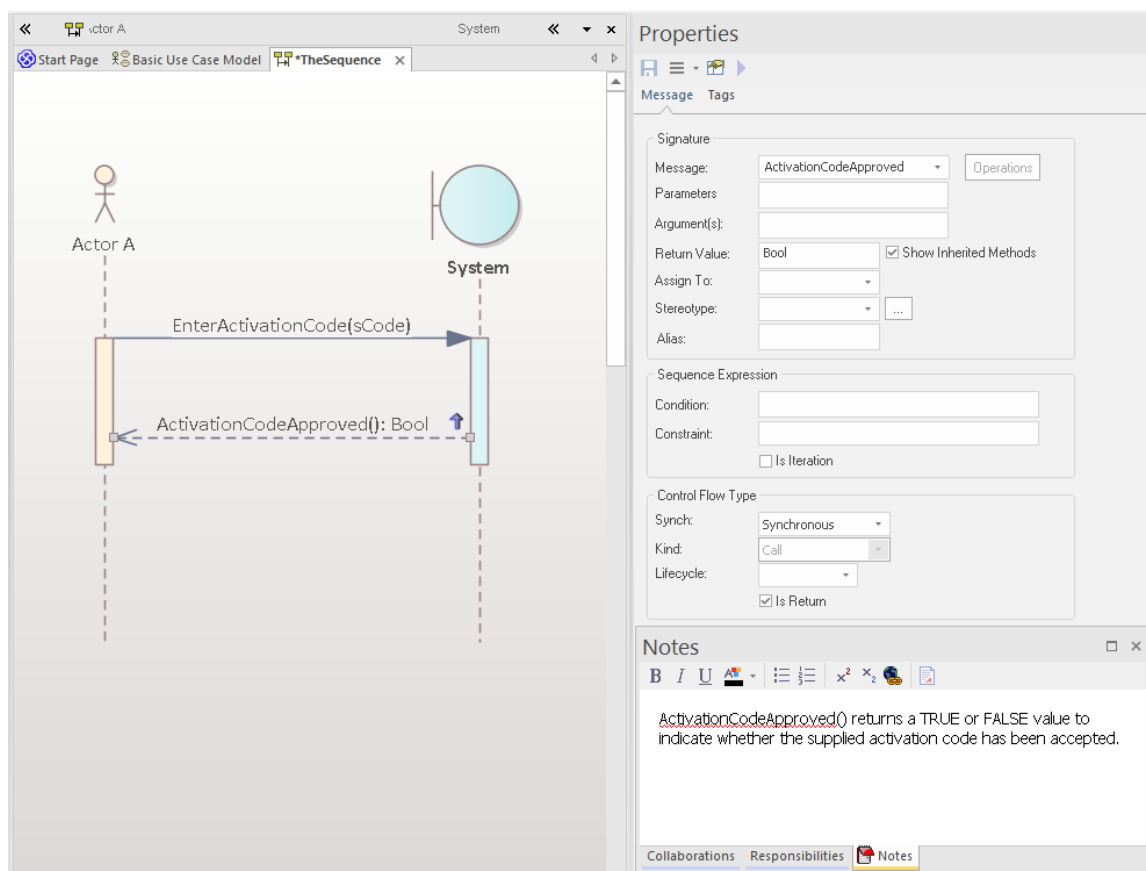 ctor A
System
Start Page
Basic Use Case Model
*TheSequence
Actor A
System
EnterActivationCode(sCode)
ActivationCodeApproved(): Bool
Properties
Message Tags
Signature
Message: ActivationCodeApproved Operations
Parameters
Argument(s):
Return Value: Bool Show Inherited Methods
Assign To:
Stereotype: ...
Alias:
Sequence Expression
Condition:
Constraint:
Is Iteration
Control Flow Type
Synch: Synchronous
Kind: Call
Lifecycle:
Is Return
Notes
B I U A x² x₂
ActivationCodeApproved() returns a TRUE or FALSE value to
indicate whether the supplied activation code has been accepted.
Collaborations Responsibilities Notes